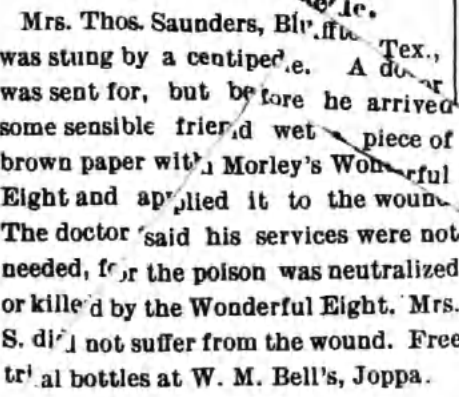 Mrs. Thos. Saunders, Bluffton, Tex.,
was stung by a centipede. A doctor
was sent for, but before he arrived
some sensible friend wet a piece of
brown paper with Morley's Wonderful
Eight and applied it to the wound.
The doctor said his services were not
needed, for the poison was neutralized
or killed by the Wonderful Eight. Mrs.
S. did not suffer from the wound. Free
trial bottles at W. M. Bell's, Joppa.